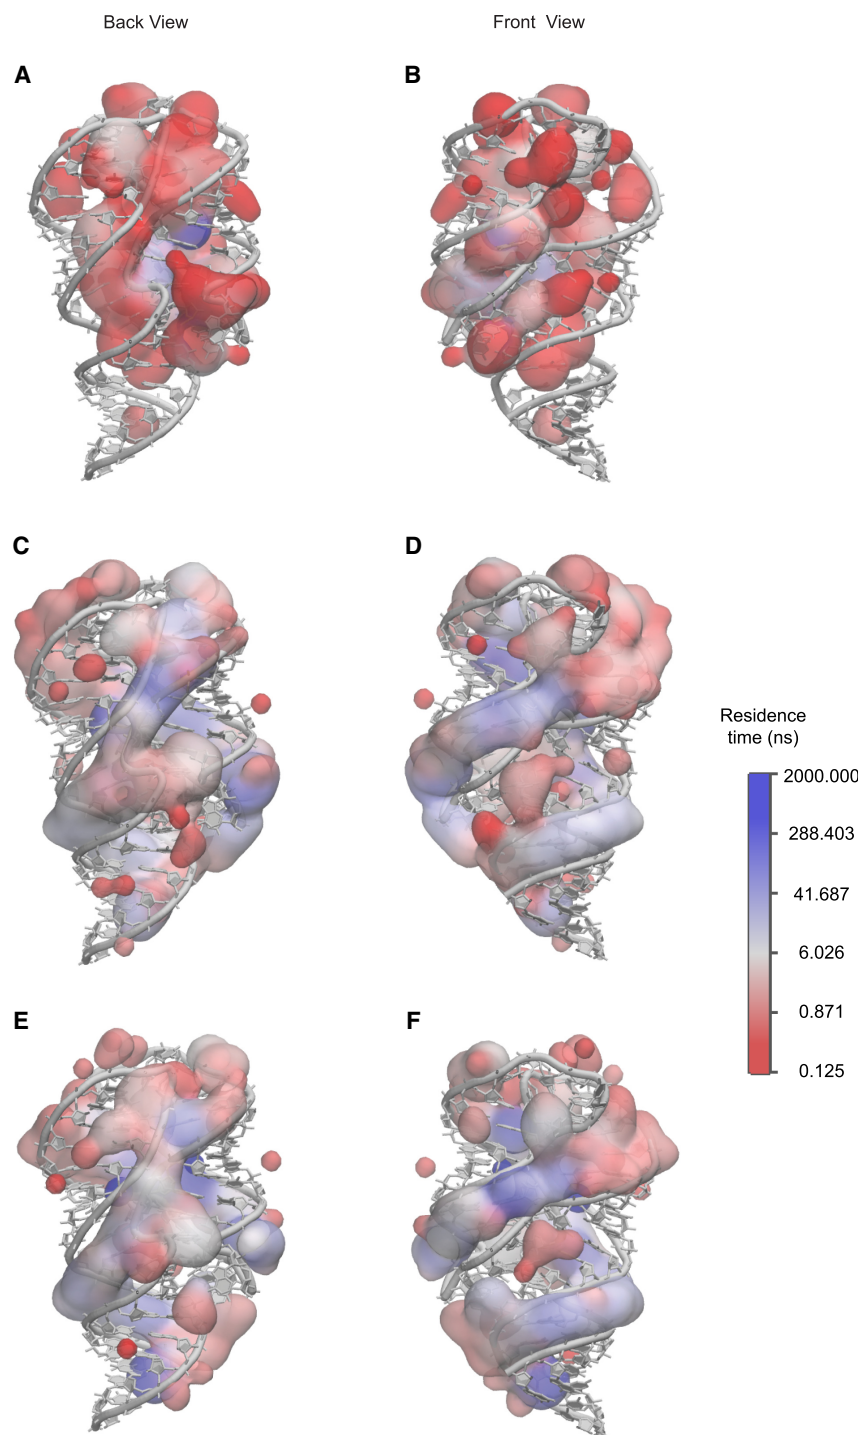 Back View
Front View
A
B
C
D
Residence
time (ns)
2000.000
288.403
41.687
6.026
0.871
0.125
E
F